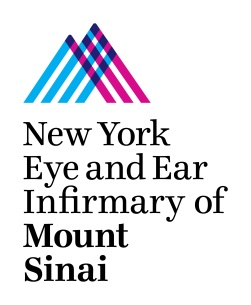 New York
Eye and Ear
Infirmary of
Mount
Sinai